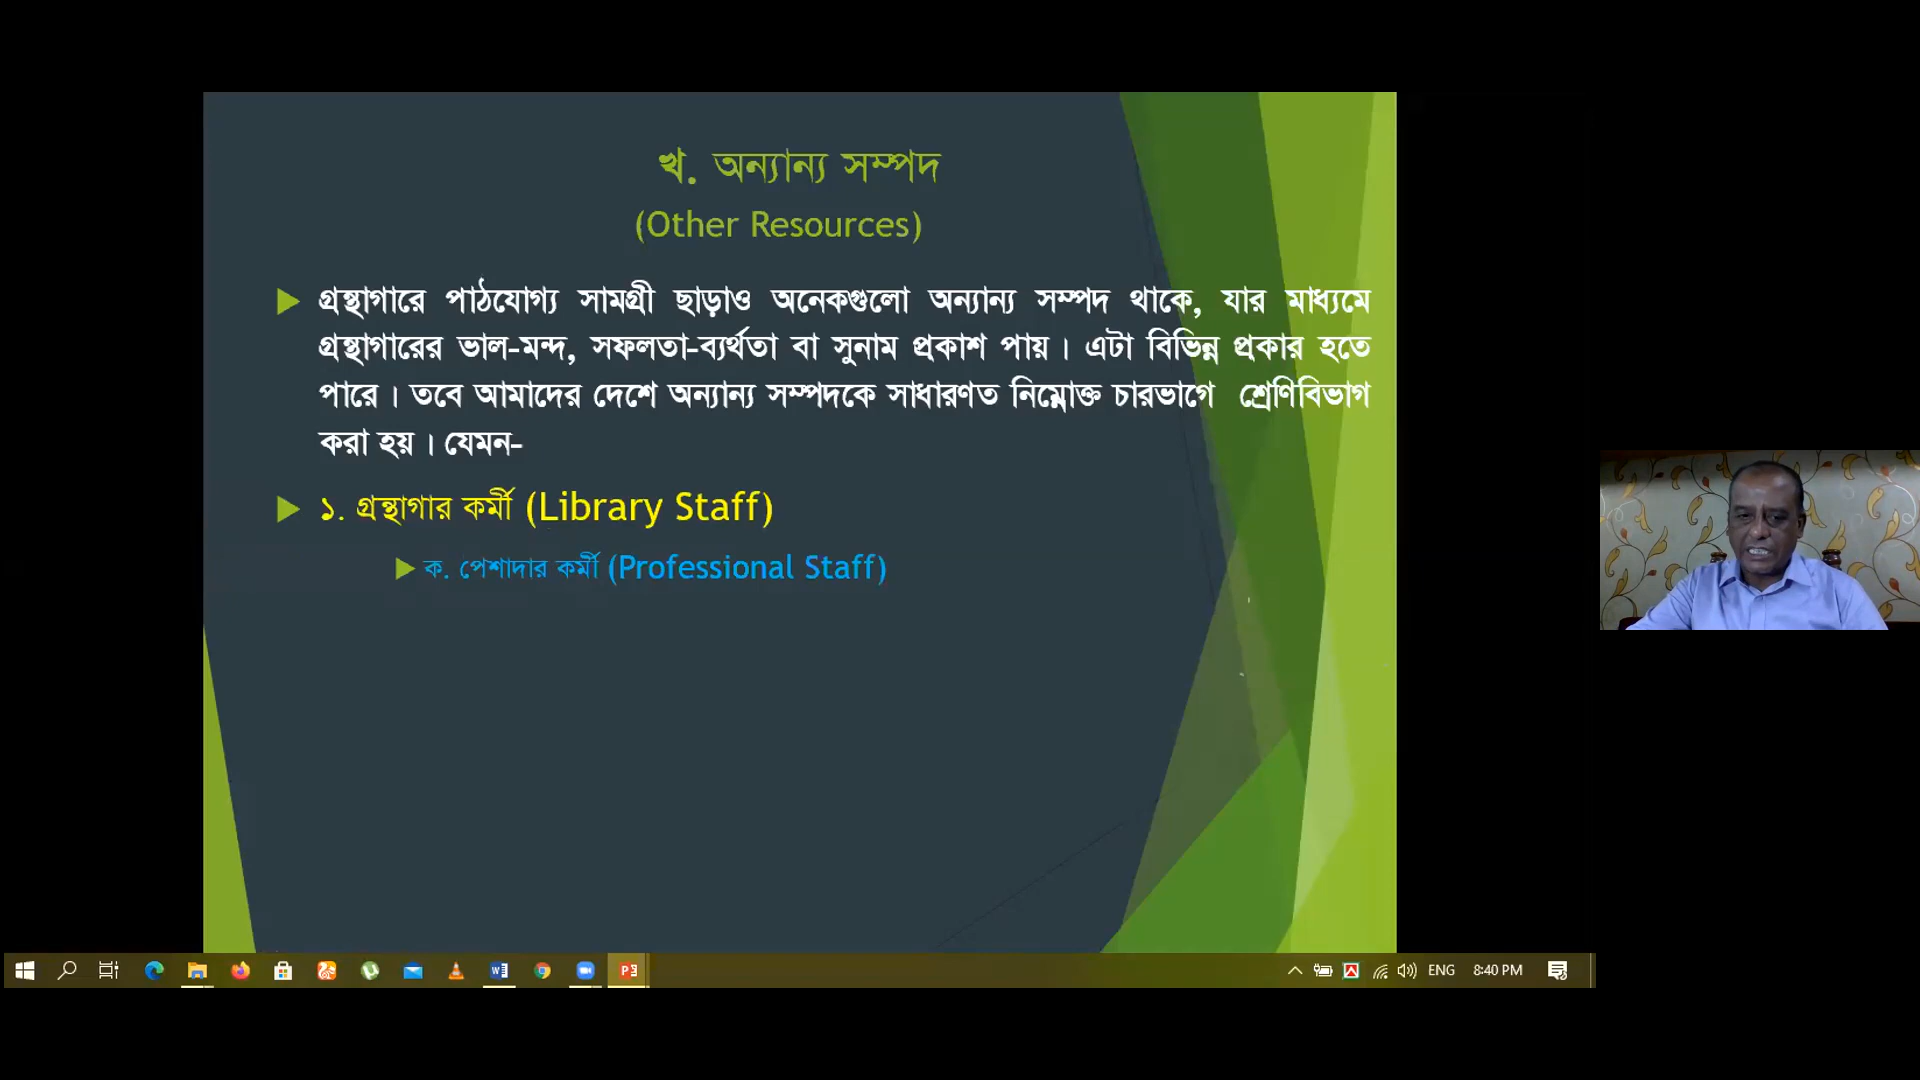 খ. অন্যান্য সম্পদ
(Other Resources)
গ্রন্থাগারে পাঠযোগ্য সামগ্রী ছাড়াও অনেকগুলো অন্যান্য সম্পদ থাকে, যার মাধ্যমে
গ্রন্থাগারের ভাল-মন্দ, সফলতা-ব্যর্থতা বা সুনাম প্রকাশ পায়। এটা বিভিন্ন প্রকার হতে
পারে। তবে আমাদের দেশে অন্যান্য সম্পদকে সাধারণত নিম্নোক্ত চারভাগে শ্রেণিবিভাগ
করা হয়। যেমন-
১. গ্রন্থাগার কর্মী (Library Staff)
ক. পেশাদার কর্মী (Professional Staff)
ENG 8:40 PM